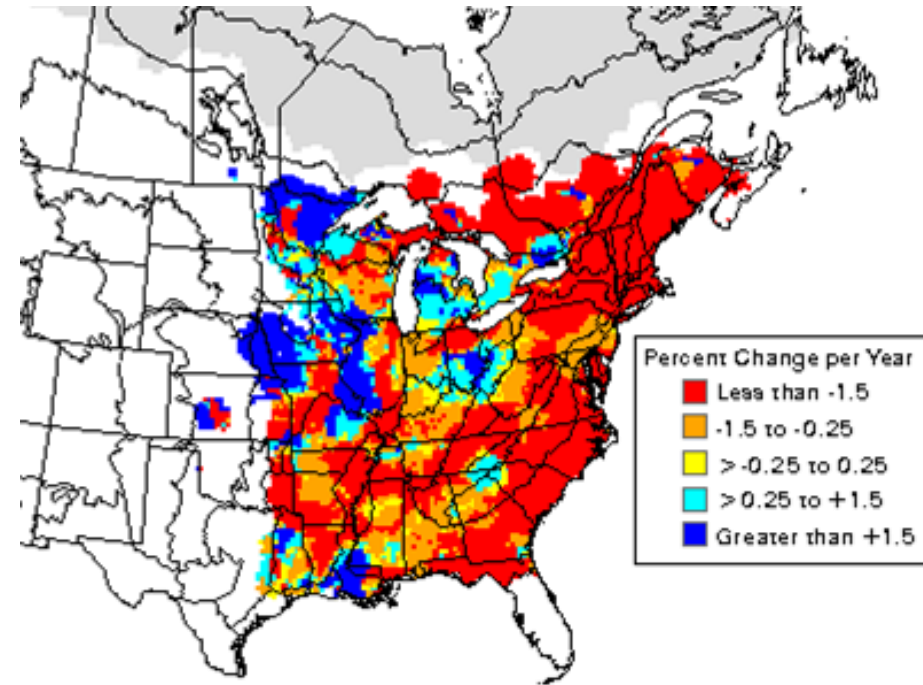 Percent Change per Year
Less than -1.5
-1.5 to -0.25
> -0.25 to 0.25
> 0.25 to +1.5
Greater than +1.5